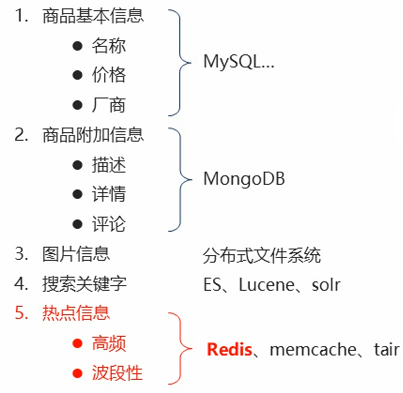 1. 商品基本信息
● 名称
● 价格
● 厂商
MySQL...
2. 商品附加信息
● 描述
● 详情
● 评论
MongoDB
3. 图片信息 分布式文件系统
4. 搜索关键字 ES、Lucene、solr
5. 热点信息
● 高频
● 波段性
Redis、memcache、tair